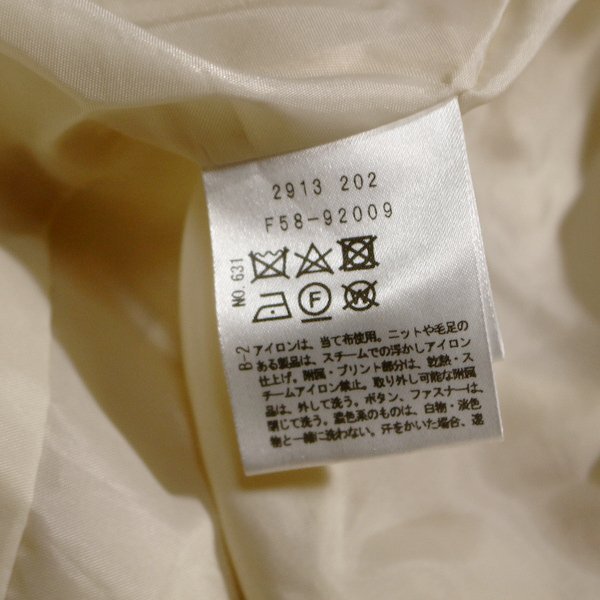 2913 202
F58-92009
NO.631
F
W
B-2
アイロンは、当て布使用。ニットや毛足の
ある製品は、スチームでの浮かしアイロン
仕上げ。附属・プリント部分は、乾熱・ス
チームアイロン禁止。取り外し可能な附属
品は、外して洗う。ボタン、ファスナーは、
閉じて洗う。濃色系のものは、白物・淡色
物と一緒に洗わない。汗をかいた場合、速